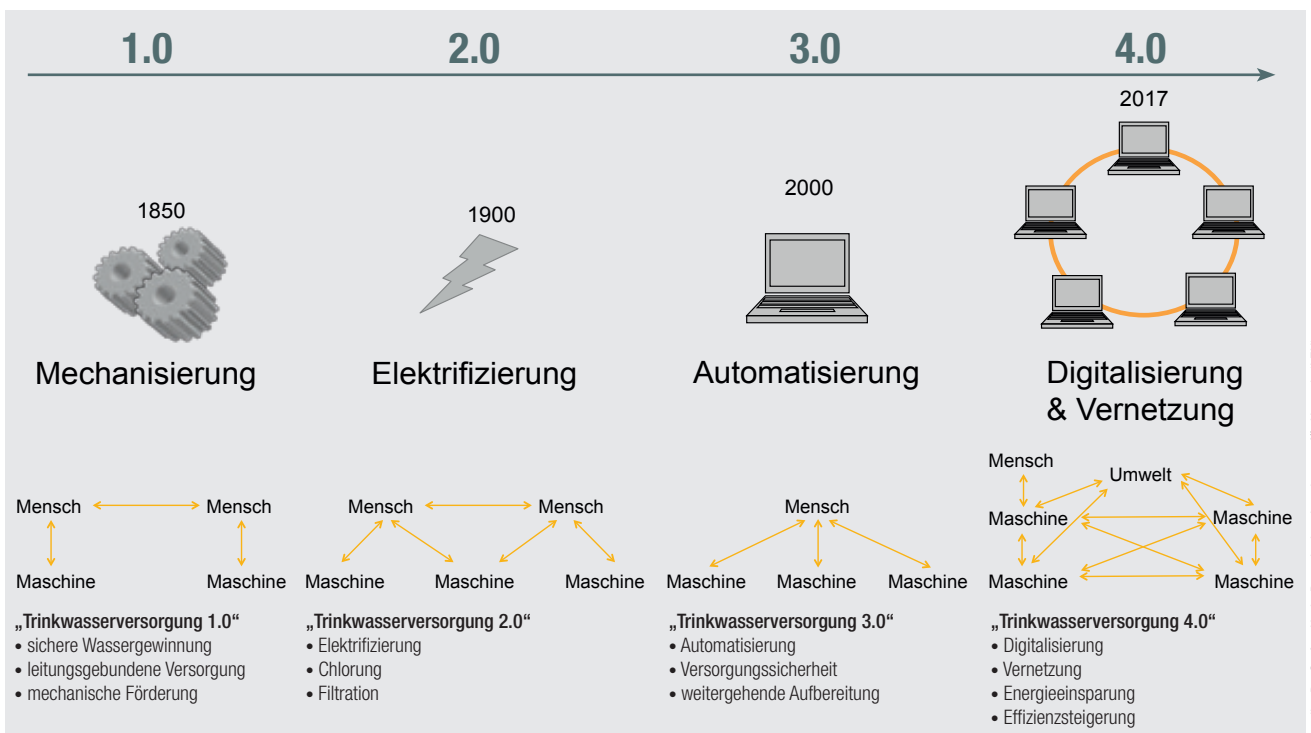 1.0
2.0
3.0
4.0
1850
1900
2000
2017
Mechanisierung
Elektrifizierung
Automatisierung
Digitalisierung
& Vernetzung
Mensch
Mensch
Maschine
Maschine
Mensch
Mensch
Maschine
Maschine
Maschine
Mensch
Maschine
Maschine
Maschine
Mensch
Umwelt
Maschine
Maschine
Maschine
Maschine
„Trinkwasserversorgung 1.0“
• sichere Wassergewinnung
• leitungsgebundene Versorgung
• mechanische Förderung
„Trinkwasserversorgung 2.0“
• Elektrifizierung
• Chlorung
• Filtration
„Trinkwasserversorgung 3.0“
• Automatisierung
• Versorgungssicherheit
• weitergehende Aufbereitung
„Trinkwasserversorgung 4.0“
• Digitalisierung
• Vernetzung
• Energieeinsparung
• Effizienzsteigerung